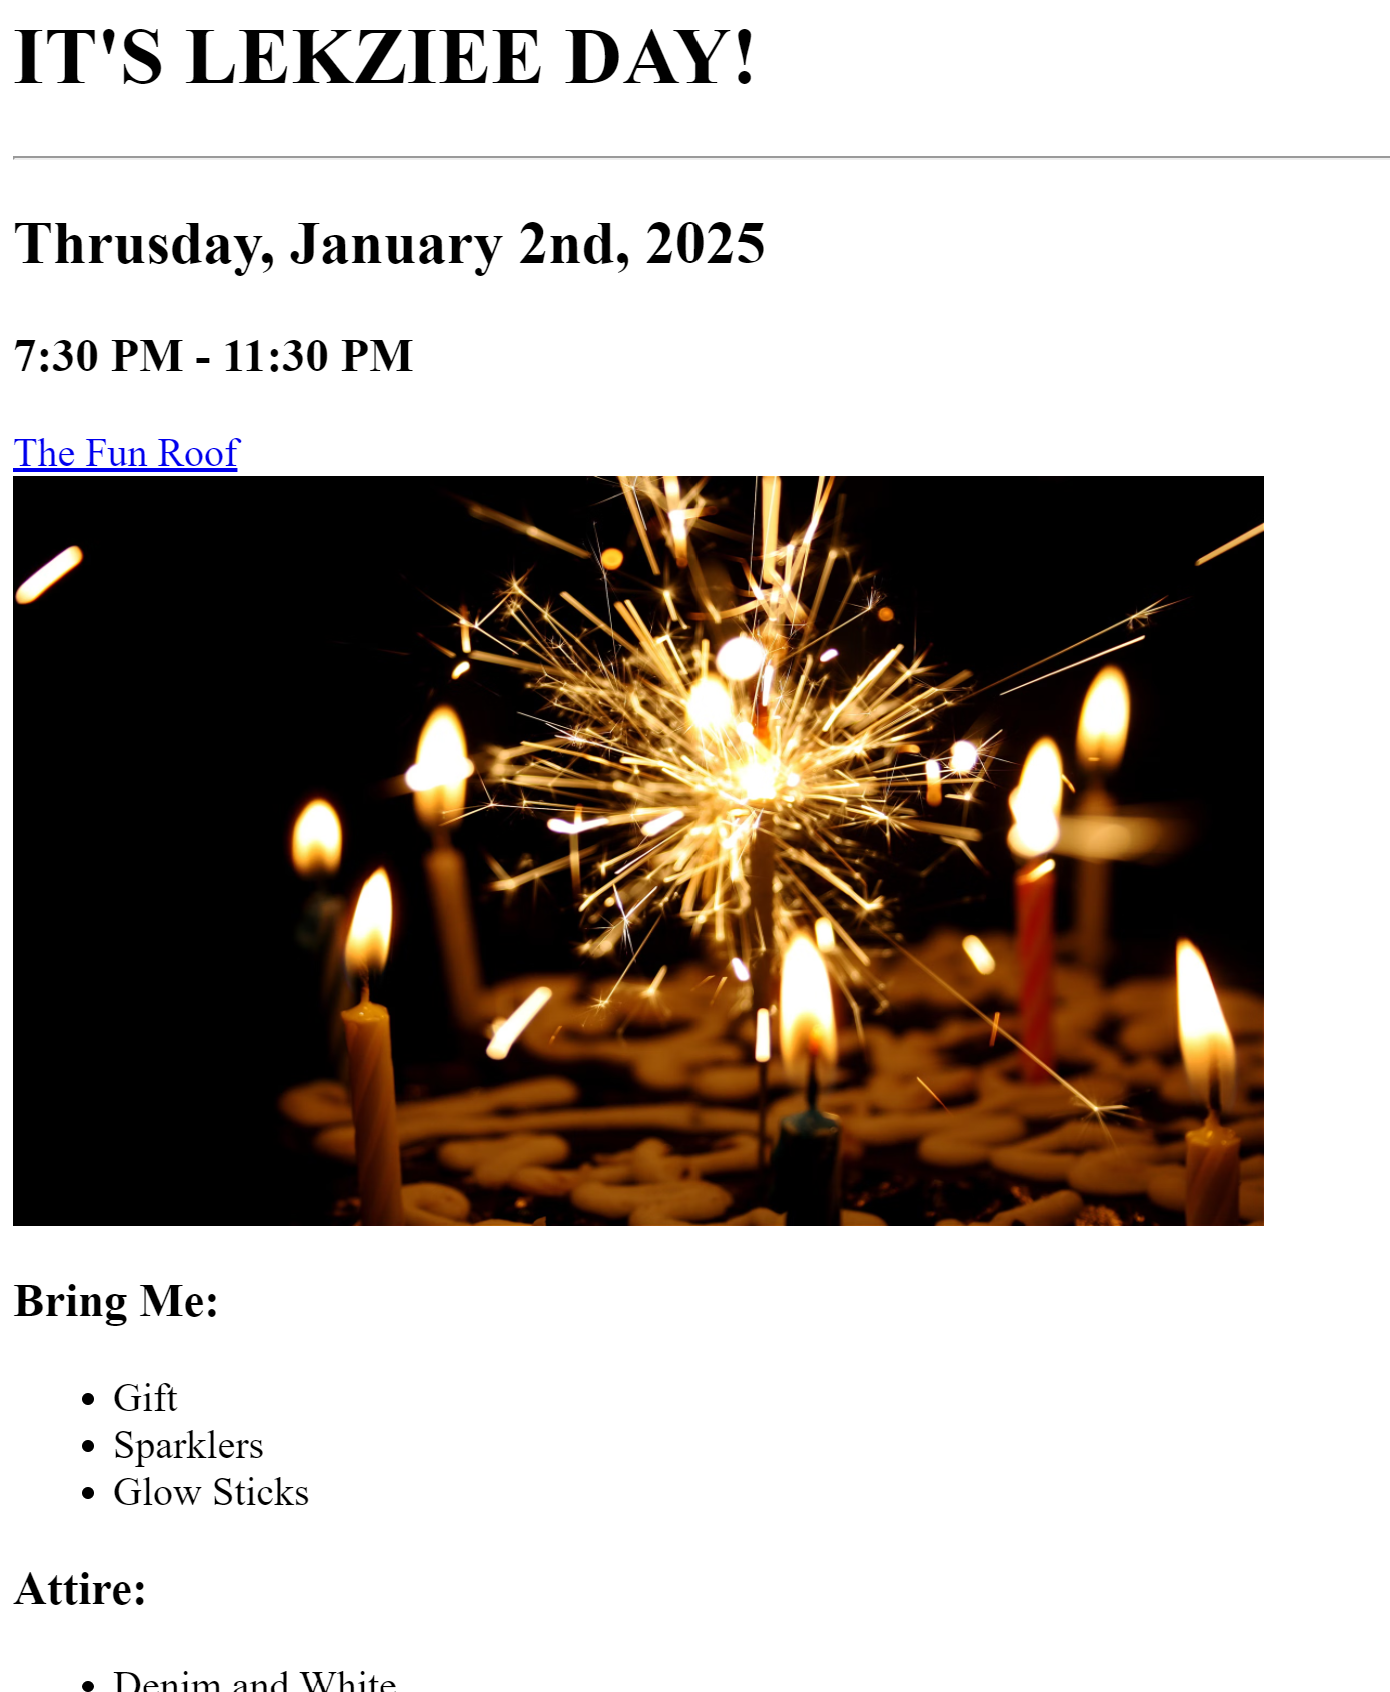 IT'S LEKZIEE DAY!
Thrusday, January 2nd, 2025
7:30 PM - 11:30 PM
The Fun Roof
Bring Me:
Gift
Sparklers
Glow Sticks
Attire:
Denim and White